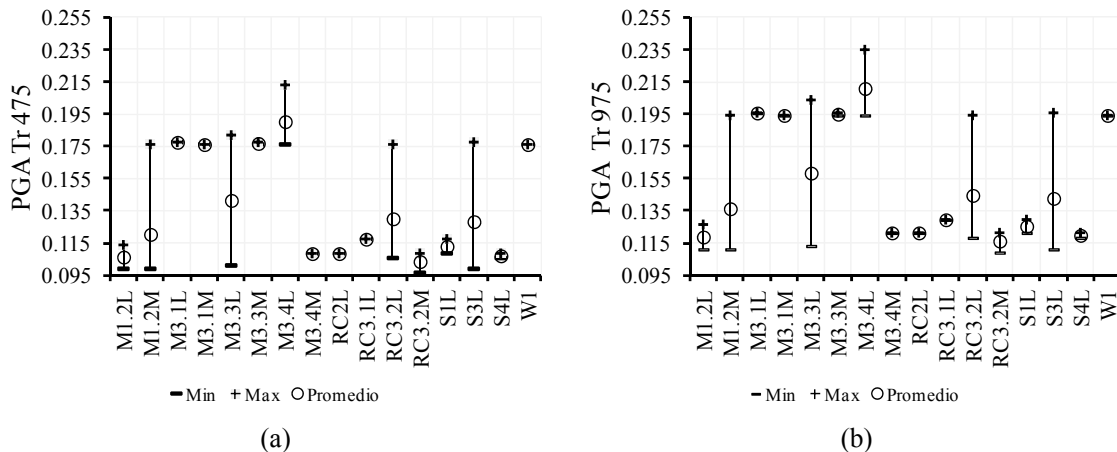 0.255
0.235
0.215
0.195
0.175
0.155
0.135
0.115
0.095
PGA Tr 475
M1.2L
M1.2M
M3.1L
M3.1M
M3.3L
M3.3M
M3.4L
M3.4M
RC2L
RC3.1L
RC3.2L
RC3.2M
S1L
S3L
S4L
W1
Min Max Promedio
(a)
0.255
0.235
0.215
0.195
0.175
0.155
0.135
0.115
0.095
PGA Tr 975
M1.2L
M1.2M
M3.1L
M3.1M
M3.3L
M3.3M
M3.4L
M3.4M
RC2L
RC3.1L
RC3.2L
RC3.2M
S1L
S3L
S4L
W1
Min Max Promedio
(b)